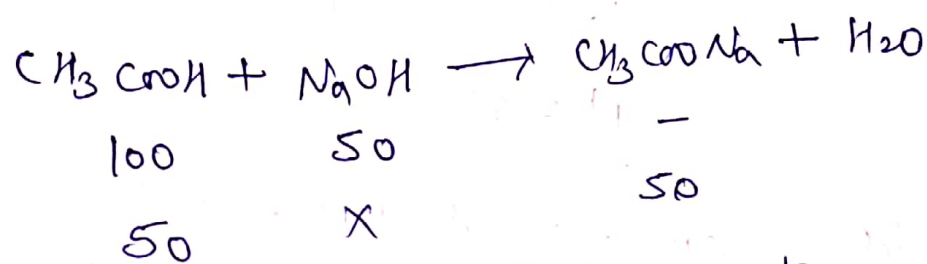 CH3COOH + NaOH → CH3COONa + H2O
100 50 –
50 X 50